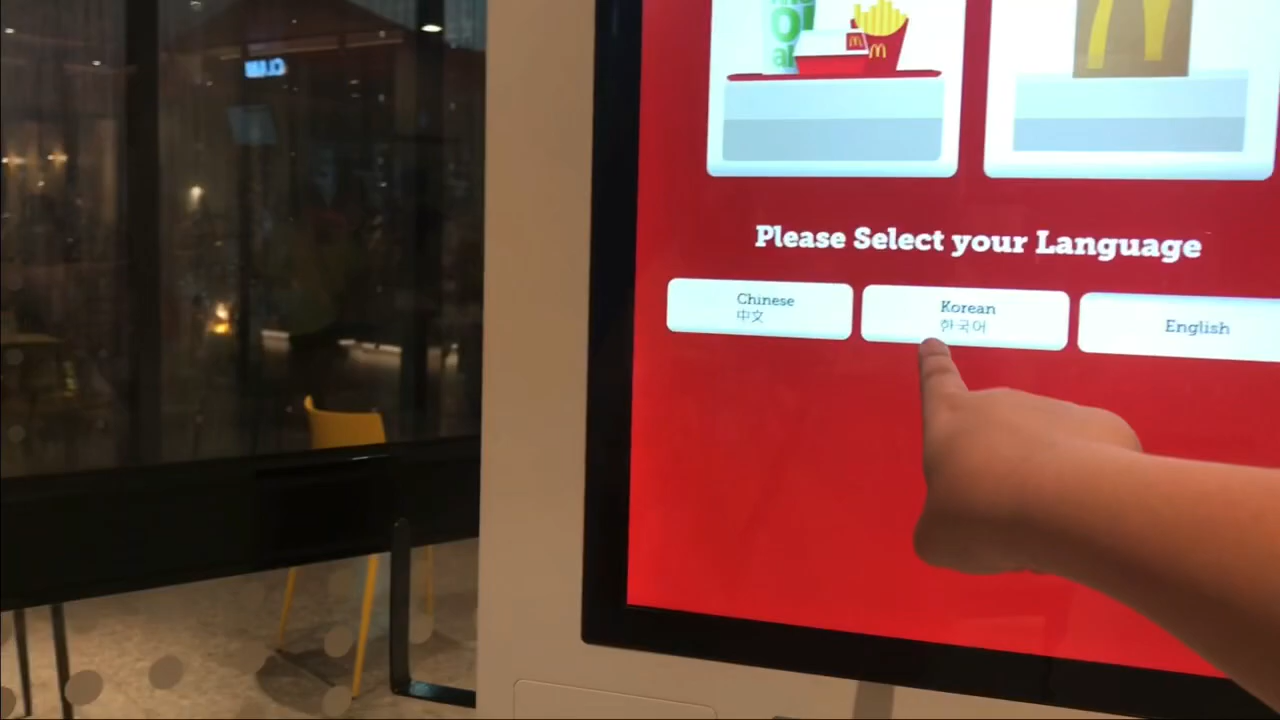 Please Select your Language
Chinese
中文
Korean
한국어
English